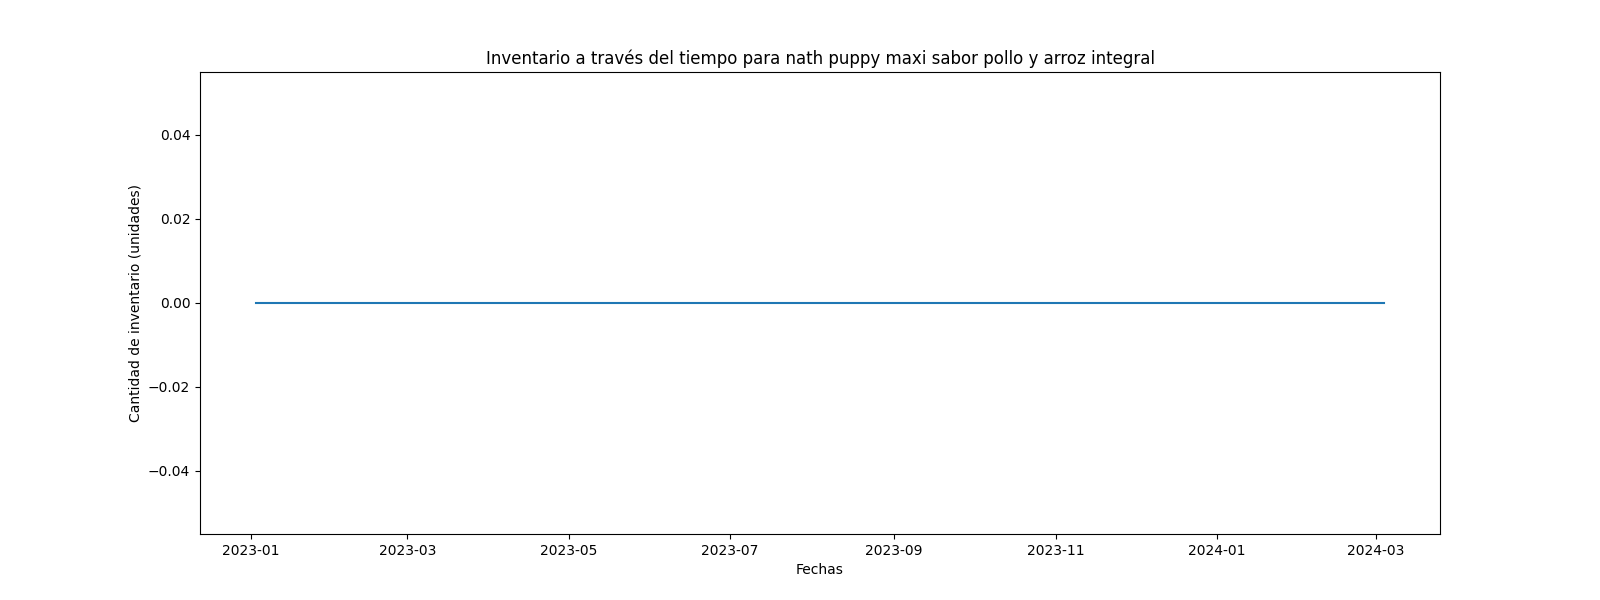 Inventario a través del tiempo para nath puppy maxi sabor pollo y arroz integral
Cantidad de inventario (unidades)
0.04
0.02
0.00
−0.02
−0.04
2023-01 2023-03 2023-05 2023-07 2023-09 2023-11 2024-01 2024-03
Fechas